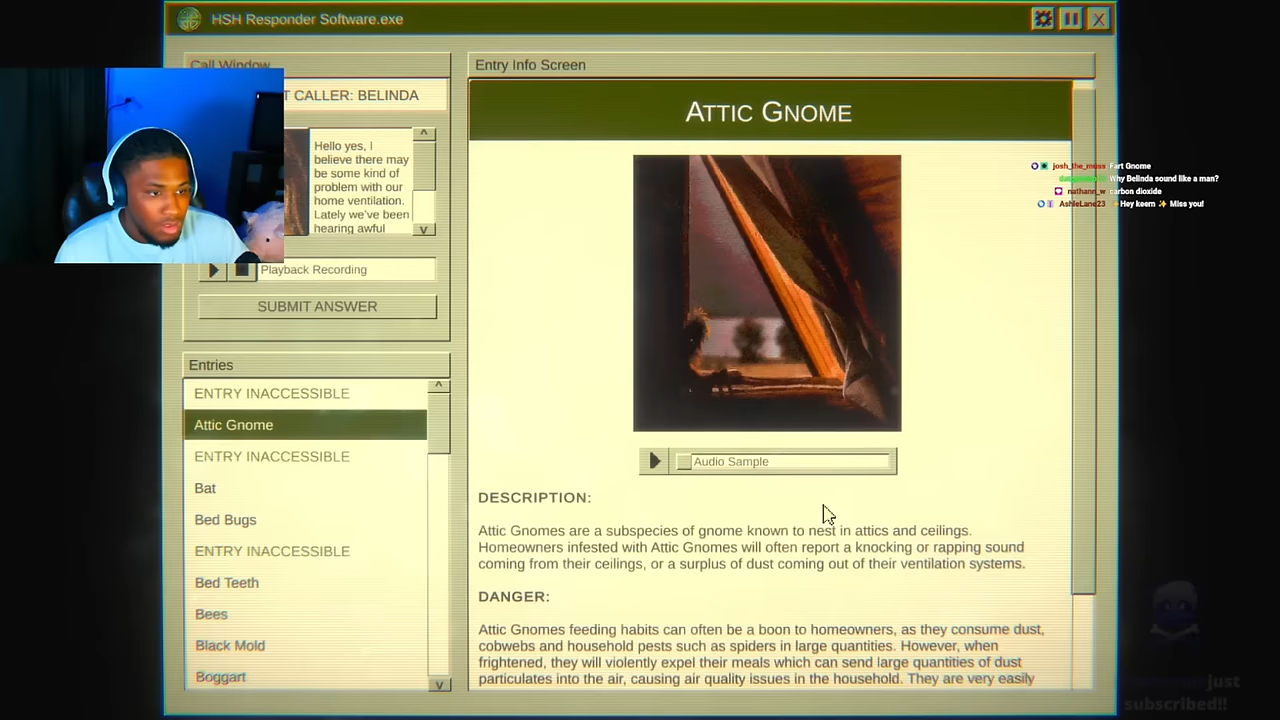 HSH Responder Software.exe
Call Window
T CALLER: BELINDA
Hello yes, I
believe there may
be some kind of
problem with our
home ventilation.
Lately we've been
hearing awful
Playback Recording
SUBMIT ANSWER
Entries
ENTRY INACCESSIBLE
Attic Gnome
ENTRY INACCESSIBLE
Bat
Bed Bugs
ENTRY INACCESSIBLE
Bed Teeth
Bees
Black Mold
Boggart
Entry Info Screen
ATTIC GNOME
Audio Sample
DESCRIPTION:
Attic Gnomes are a subspecies of gnome known to nest in attics and ceilings.
Homeowners infested with Attic Gnomes will often report a knocking or rapping sound
coming from their ceilings, or a surplus of dust coming out of their ventilation systems.
DANGER:
Attic Gnomes feeding habits can often be a boon to homeowners, as they consume dust,
cobwebs and household pests such as spiders in large quantities. However, when
frightened, they will violently expel their meals which can send large quantities of dust
particulates into the air, causing air quality issues in the household. They are very easily
josh_the_muss Fart Gnome
Why Belinda sound like a man?
nathann_w carbon dioxide
AshleLane23 Hey keem Miss you!
just
subscribed!!